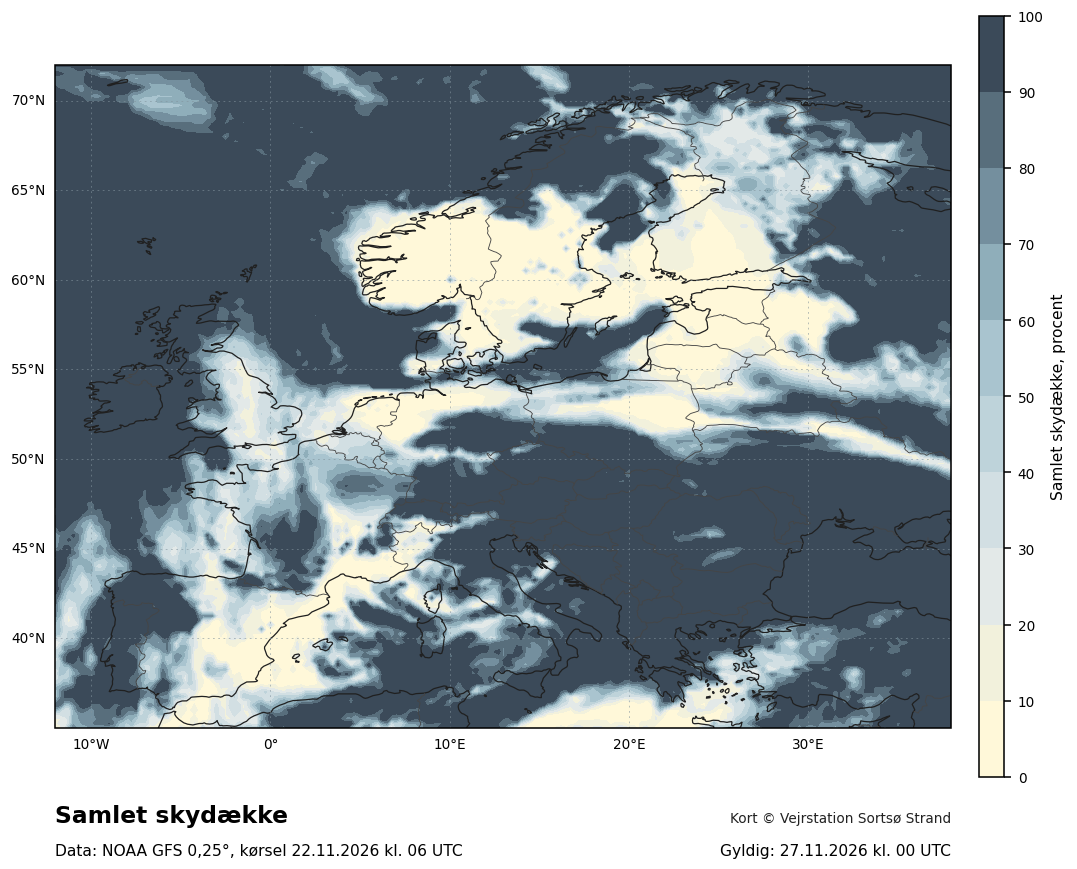 70°N
65°N
60°N
55°N
50°N
45°N
40°N
10°W
0°
10°E
20°E
30°E
100
90
80
70
60
50
40
30
20
10
0
Samlet skydække, procent
Samlet skydække
Kort © Vejrstation Sortsø Strand
Data: NOAA GFS 0,25°, kørsel 22.11.2026 kl. 06 UTC
Gyldig: 27.11.2026 kl. 00 UTC